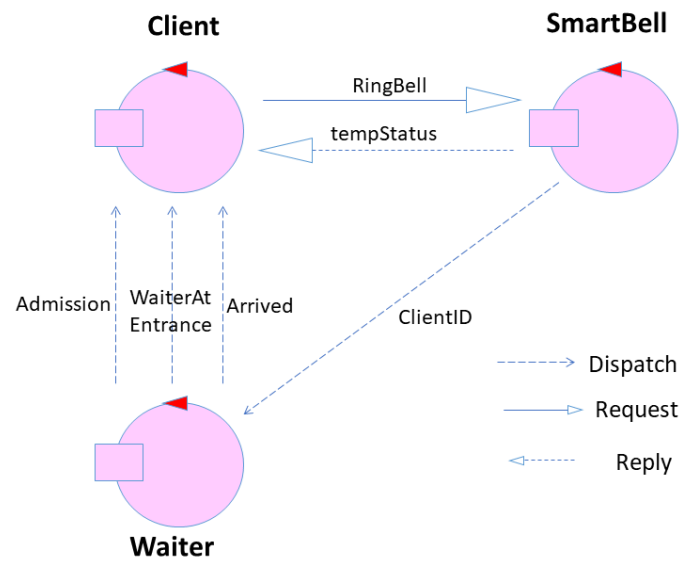 Client
SmartBell
RingBell
tempStatus
Admission
WaiterAt
Entrance
Arrived
ClientID
Dispatch
Request
Reply
Waiter